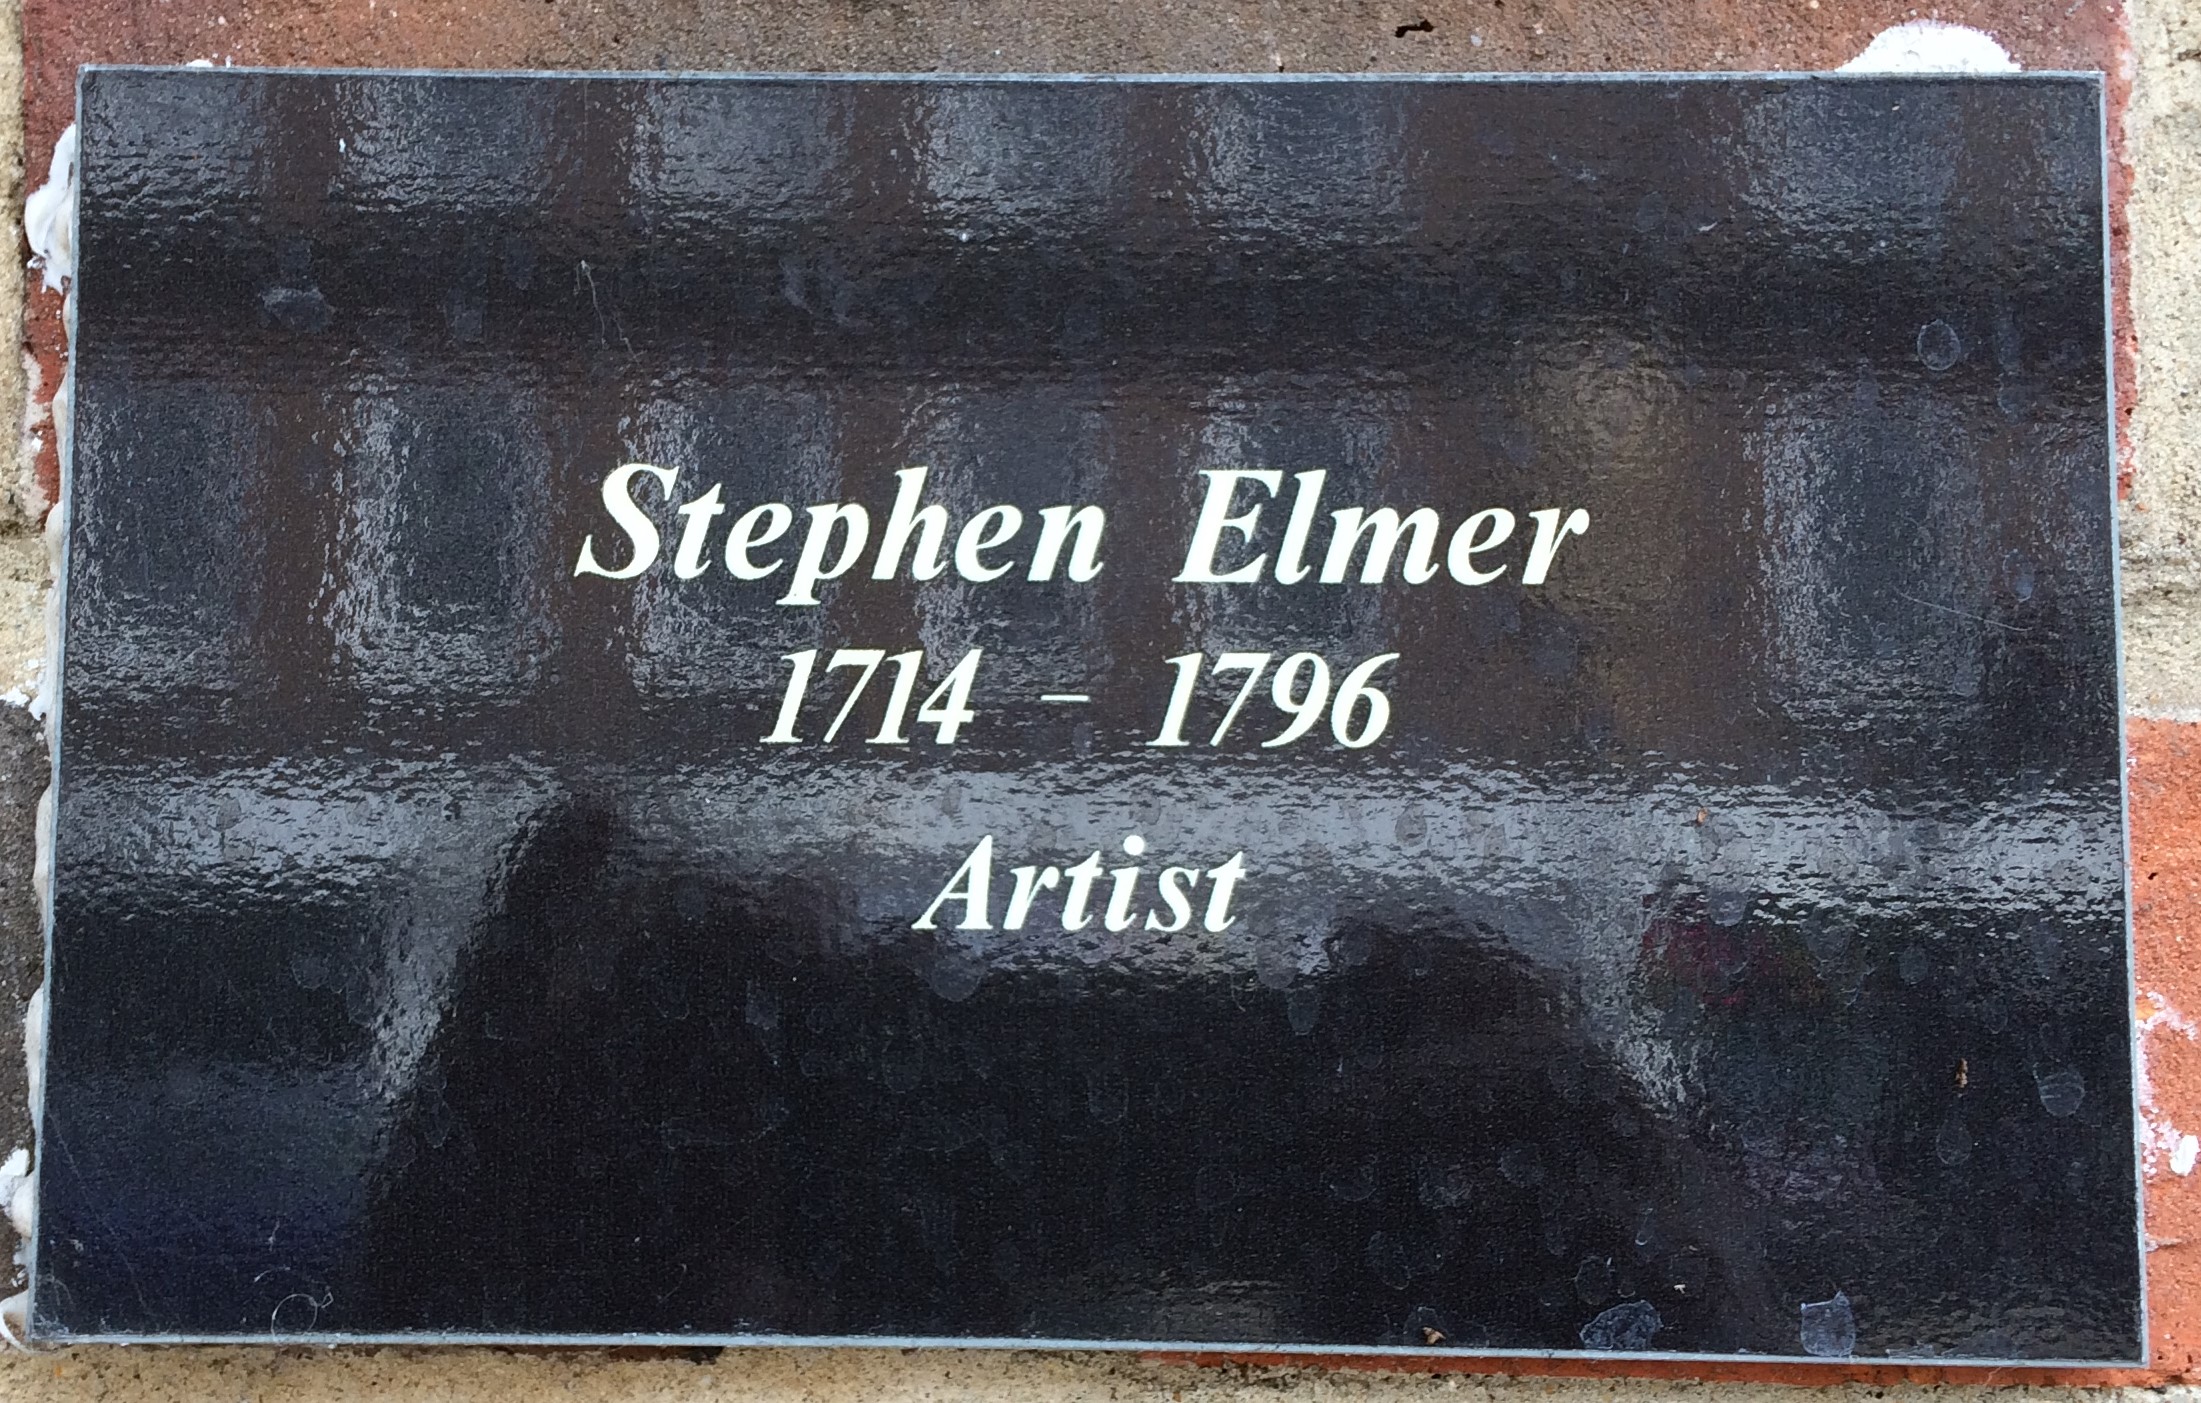 Stephen Elmer
1714 – 1796
Artist